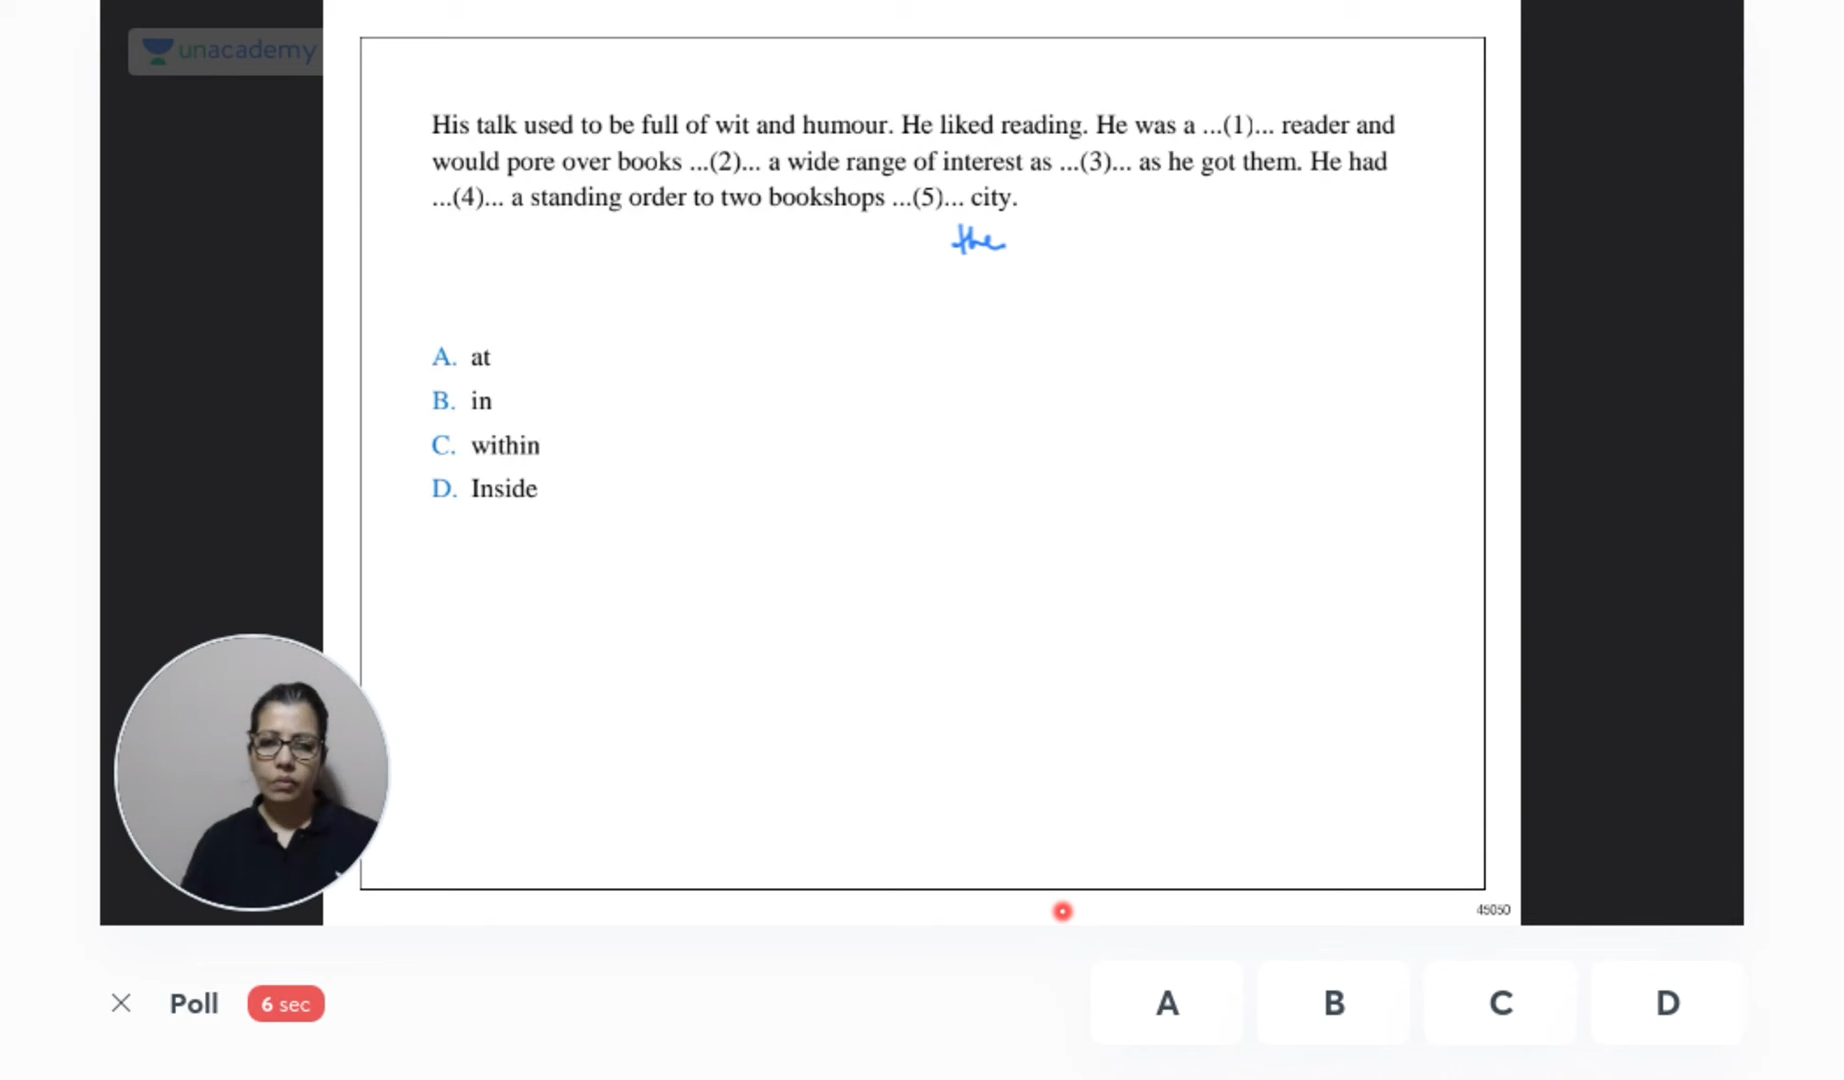 unacademy
His talk used to be full of wit and humour. He liked reading. He was a ...(1)... reader and
would pore over books ...(2)... a wide range of interest as ...(3)... as he got them. He had
...(4)... a standing order to two bookshops ...(5)... city.
the
A. at
B. in
C. within
D. Inside
45050
Poll 6 sec A B C D